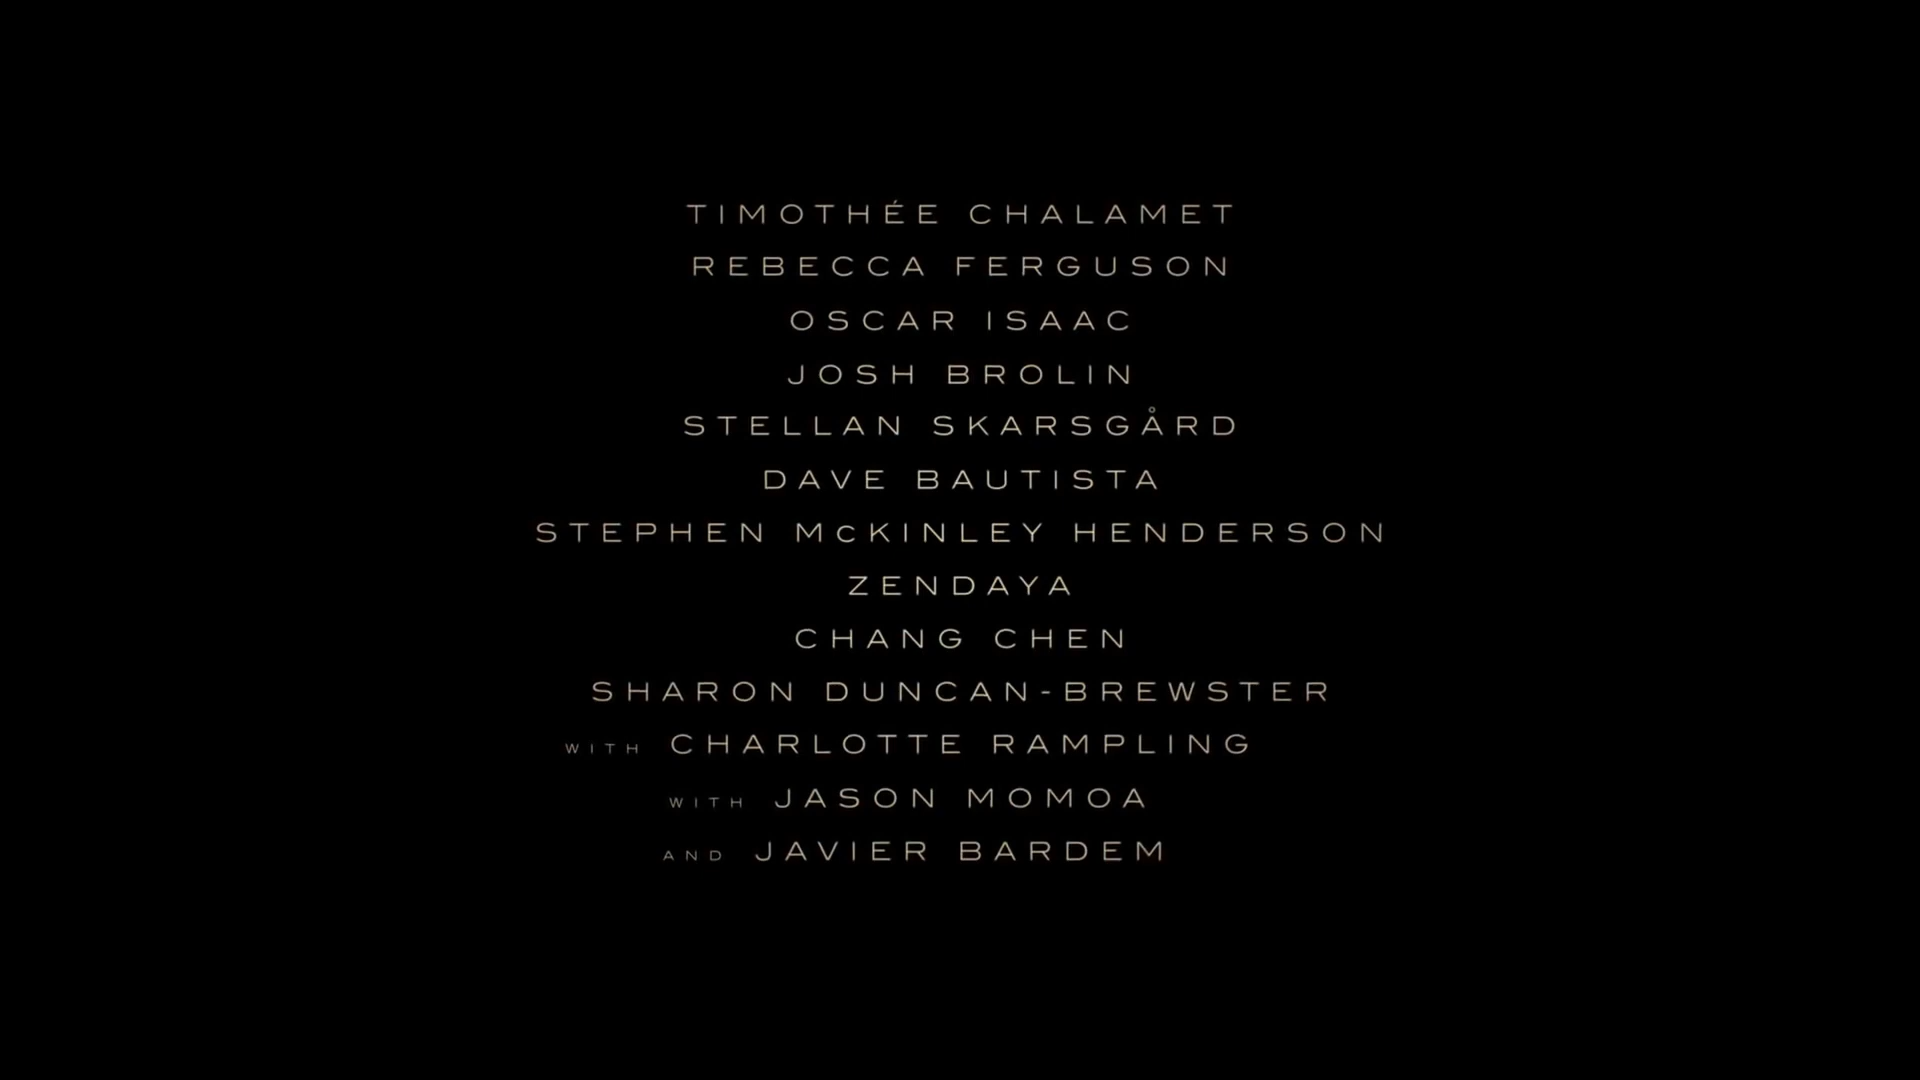 TIMOTHÉE CHALAMET
REBECCA FERGUSON
OSCAR ISAAC
JOSH BROLIN
STELLAN SKARSGÅRD
DAVE BAUTISTA
STEPHEN McKINLEY HENDERSON
ZENDAYA
CHANG CHEN
SHARON DUNCAN-BREWSTER
WITH CHARLOTTE RAMPLING
WITH JASON MOMOA
AND JAVIER BARDEM